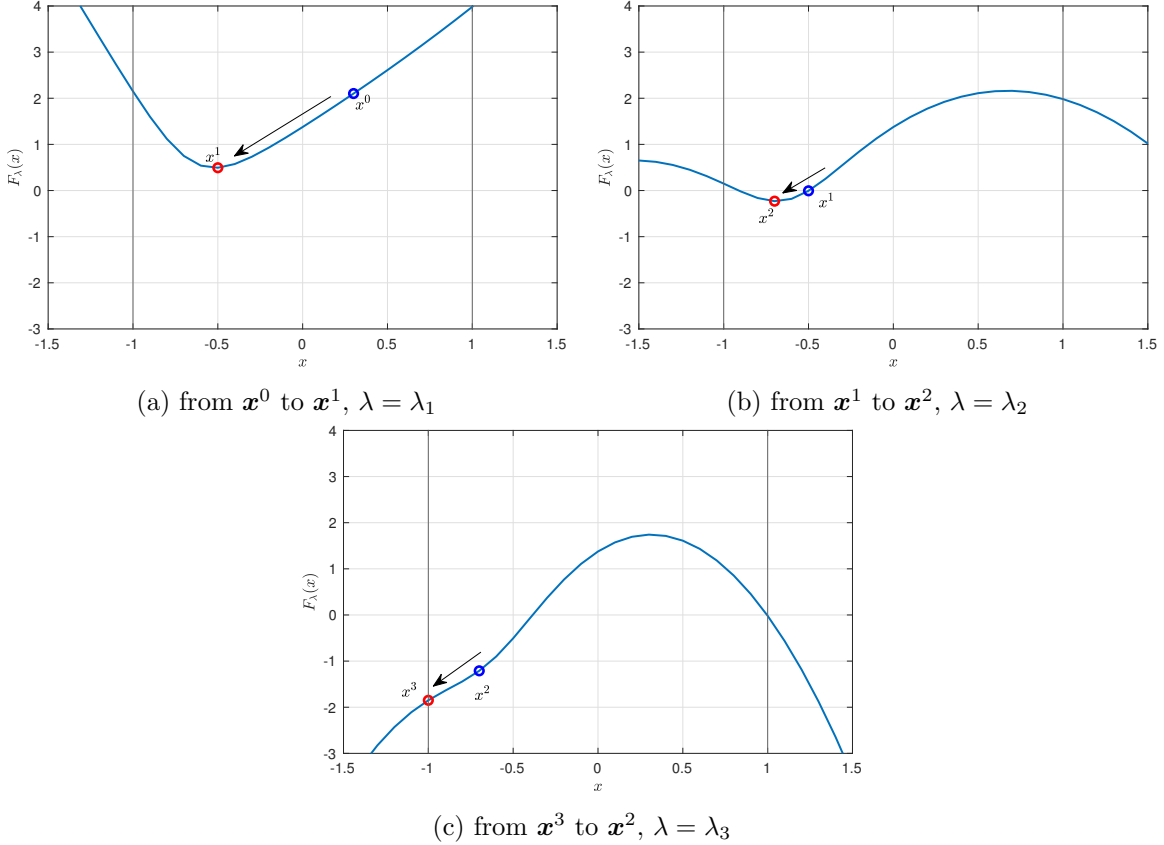 4
3
2
1
0
-1
-2
-3
-1.5 -1 -0.5 0 0.5 1 1.5
x
F_λ(x)
x^0
x^1
(a) from x^0 to x^1, λ = λ_1
4
3
2
1
0
-1
-2
-3
-1.5 -1 -0.5 0 0.5 1 1.5
x
F_λ(x)
x^1
x^2
(b) from x^1 to x^2, λ = λ_2
4
3
2
1
0
-1
-2
-3
-1.5 -1 -0.5 0 0.5 1 1.5
x
F_λ(x)
x^3
x^2
(c) from x^3 to x^2, λ = λ_3